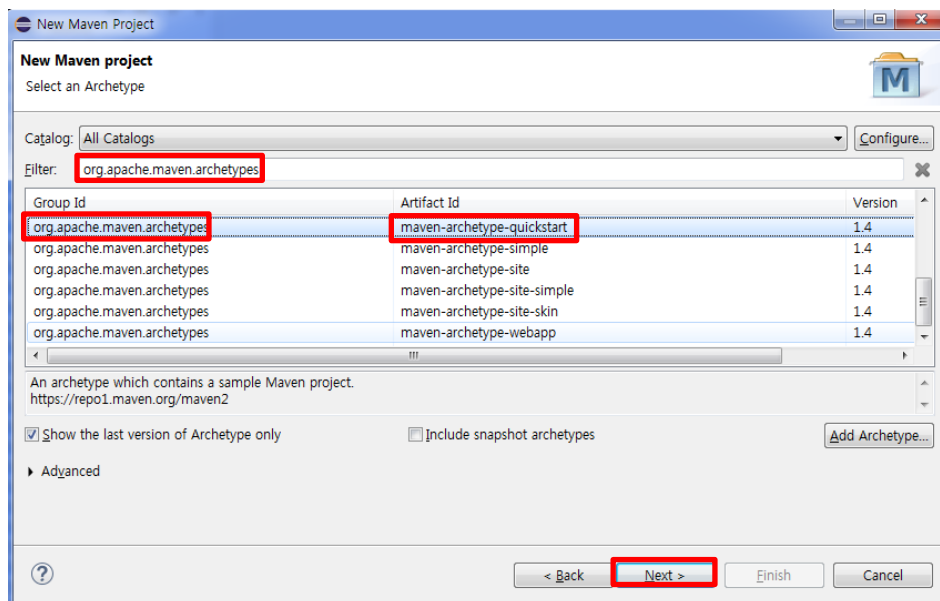 New Maven Project
New Maven project
Select an Archetype
M
Catalog: All Catalogs Configure...
Filter: org.apache.maven.archetypes
Group Id Artifact Id Version
org.apache.maven.archetypes maven-archetype-quickstart 1.4
org.apache.maven.archetypes maven-archetype-simple 1.4
org.apache.maven.archetypes maven-archetype-site 1.4
org.apache.maven.archetypes maven-archetype-site-simple 1.4
org.apache.maven.archetypes maven-archetype-site-skin 1.4
org.apache.maven.archetypes maven-archetype-webapp 1.4
An archetype which contains a sample Maven project.
https://repo1.maven.org/maven2
Show the last version of Archetype only Include snapshot archetypes Add Archetype...
Advanced
? < Back Next > Finish Cancel